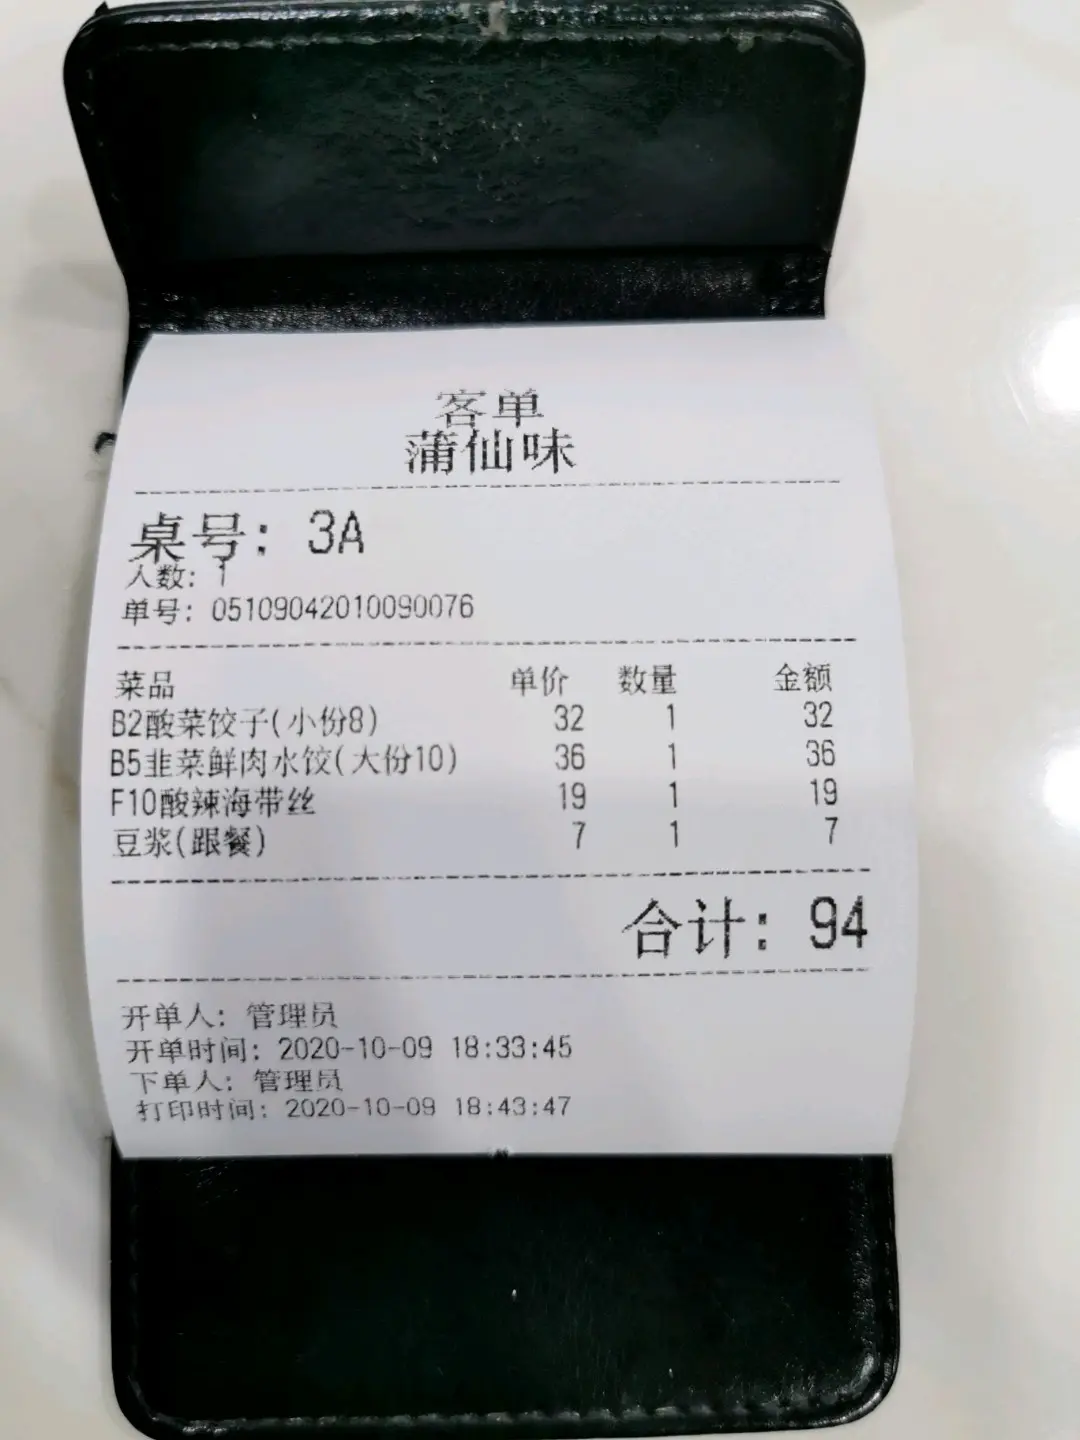 客单
蒲仙味
桌号: 3A
人数: 1
单号: 05109042010090076
菜品 单价 数量 金额
B2酸菜饺子(小份8) 32 1 32
B5韭菜鲜肉水饺(大份10) 36 1 36
F10酸辣海带丝 19 1 19
豆浆(跟餐) 7 1 7
合计: 94
开单人: 管理员
开单时间: 2020-10-09 18:33:45
下单人: 管理员
打印时间: 2020-10-09 18:43:47